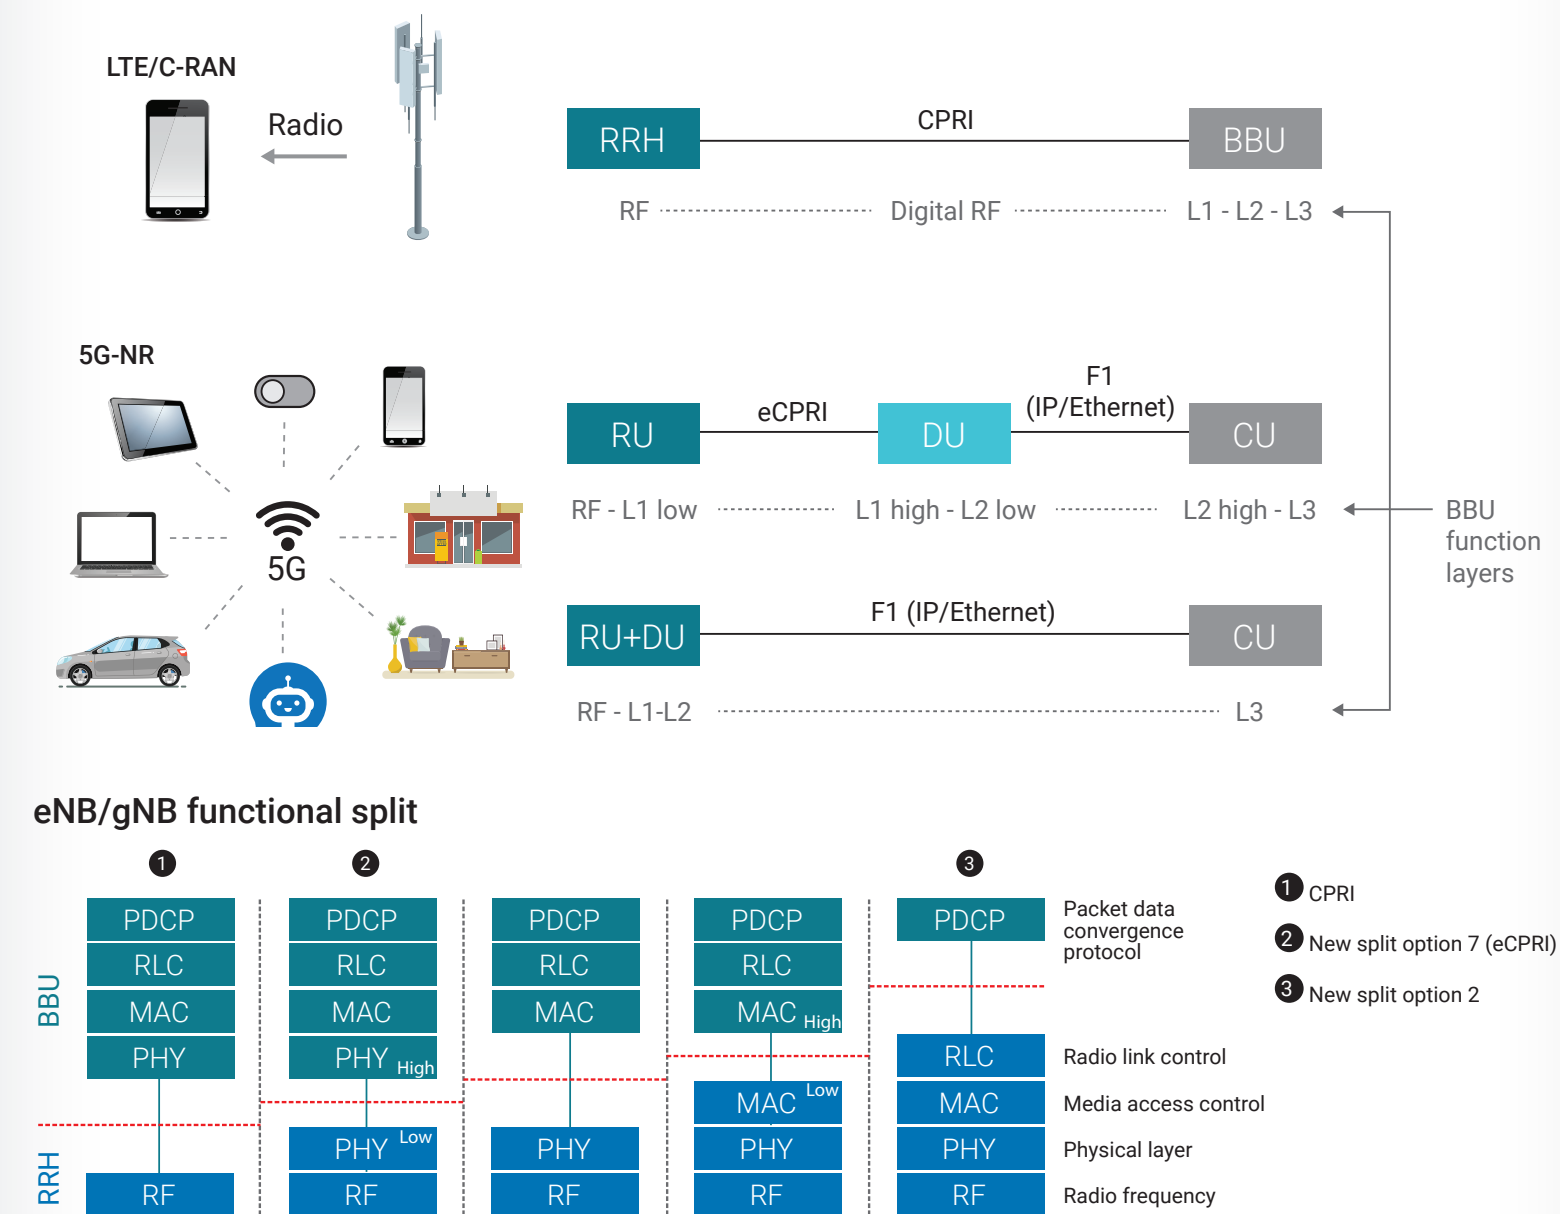 LTE/C-RAN
Radio
RRH
CPRI
BBU
RF
Digital RF
L1 - L2 - L3
5G-NR
5G
RU
eCPRI
DU
F1
(IP/Ethernet)
CU
RF - L1 low
L1 high - L2 low
L2 high - L3
BBU
function
layers
RU+DU
F1 (IP/Ethernet)
CU
RF - L1-L2
L3
eNB/gNB functional split
1
2
3
BBU
RRH
PDCP
RLC
MAC
PHY
RF
PDCP
RLC
MAC
PHY High
PHY Low
RF
PDCP
RLC
MAC
PHY
RF
PDCP
RLC
MAC High
MAC Low
PHY
RF
PDCP
RLC
MAC
PHY
RF
Packet data
convergence
protocol
Radio link control
Media access control
Physical layer
Radio frequency
1 CPRI
2 New split option 7 (eCPRI)
3 New split option 2